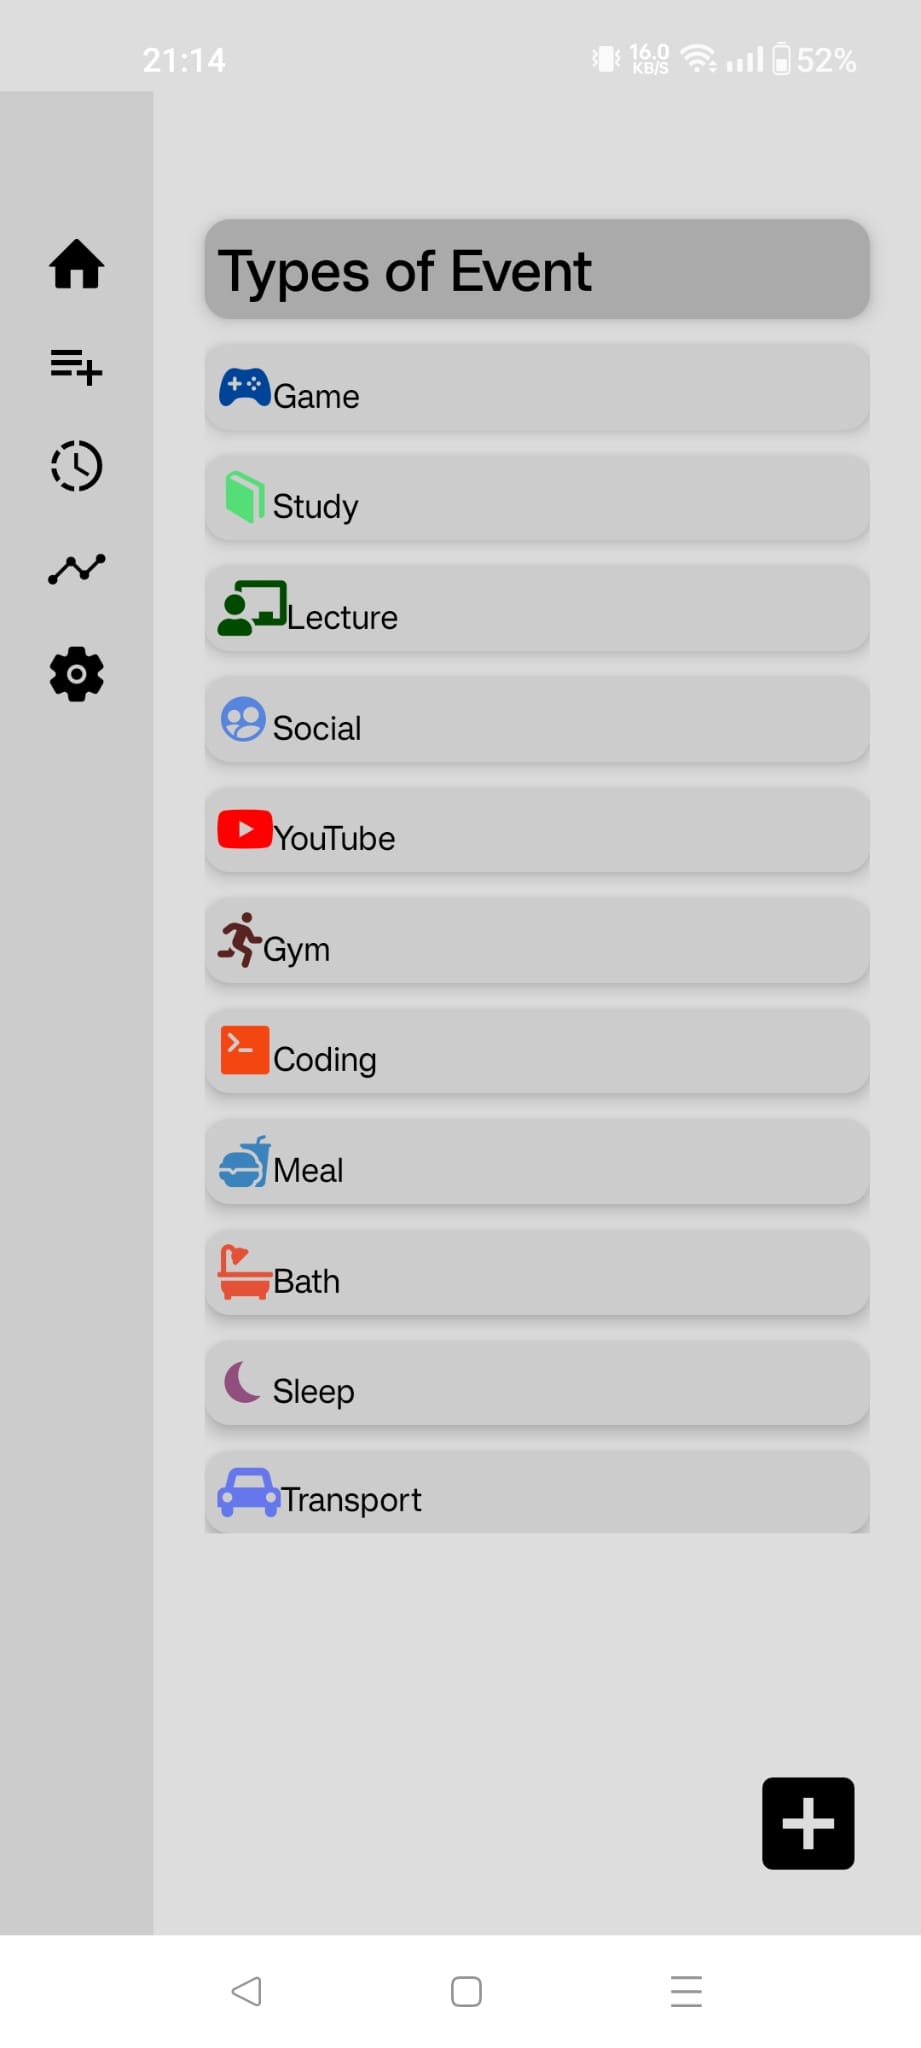 21:14
16.0
KB/S
52%
Types of Event
Game
Study
Lecture
Social
YouTube
Gym
Coding
Meal
Bath
Sleep
Transport